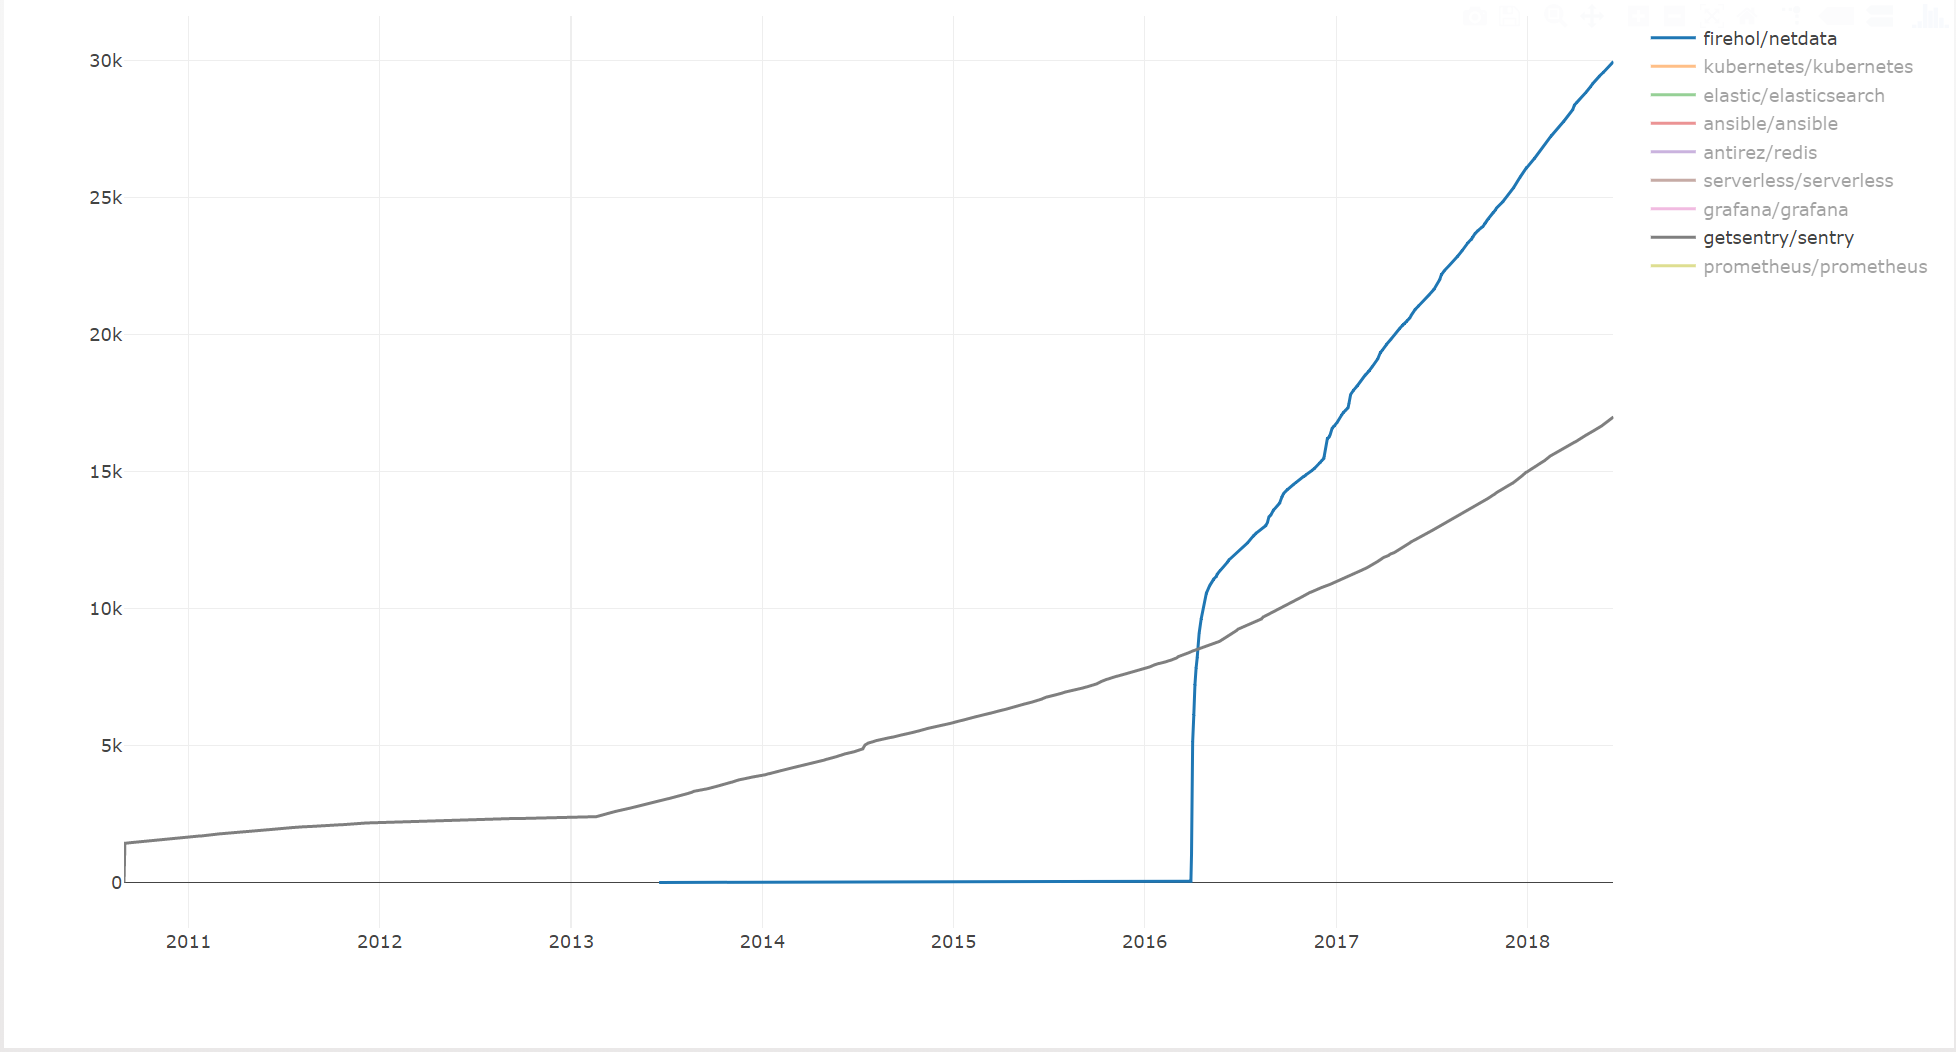 30k
25k
20k
15k
10k
5k
0
2011 2012 2013 2014 2015 2016 2017 2018
firehol/netdata
kubernetes/kubernetes
elastic/elasticsearch
ansible/ansible
antirez/redis
serverless/serverless
grafana/grafana
getsentry/sentry
prometheus/prometheus